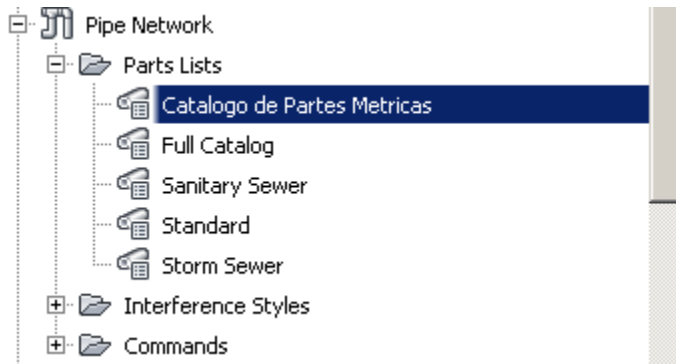 Pipe Network
Parts Lists
Catalogo de Partes Metricas
Full Catalog
Sanitary Sewer
Standard
Storm Sewer
Interference Styles
Commands